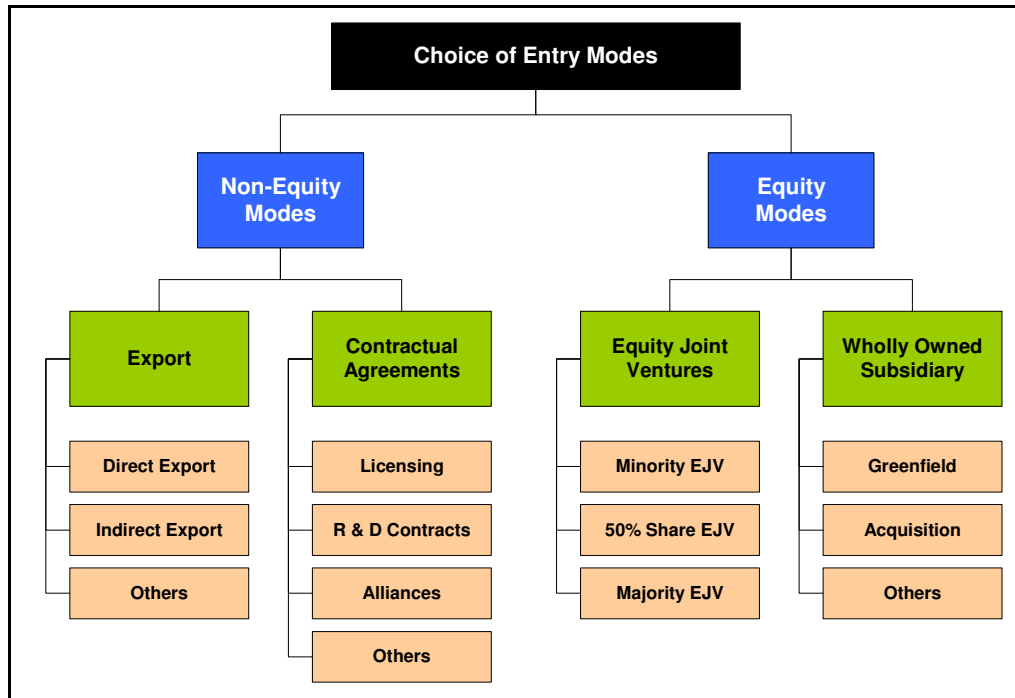 Choice of Entry Modes
Non-Equity
Modes
Equity
Modes
Export
Contractual
Agreements
Equity Joint
Ventures
Wholly Owned
Subsidiary
Direct Export
Licensing
Minority EJV
Greenfield
Indirect Export
R & D Contracts
50% Share EJV
Acquisition
Others
Alliances
Majority EJV
Others
Others